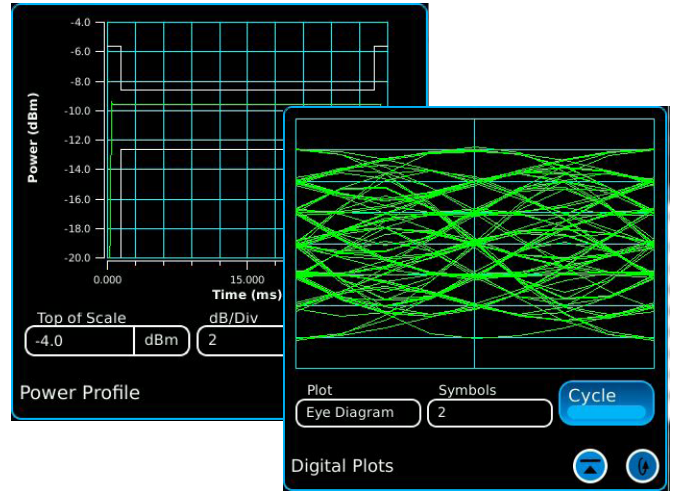 -4.0
-6.0
-8.0
-10.0
-12.0
-14.0
-16.0
-18.0
-20.0
Power (dBm)
0.000
15.000
Time (ms)
Top of Scale
dB/Div
-4.0
dBm
2
Power Profile
Plot
Symbols
Eye Diagram
2
Cycle
Digital Plots